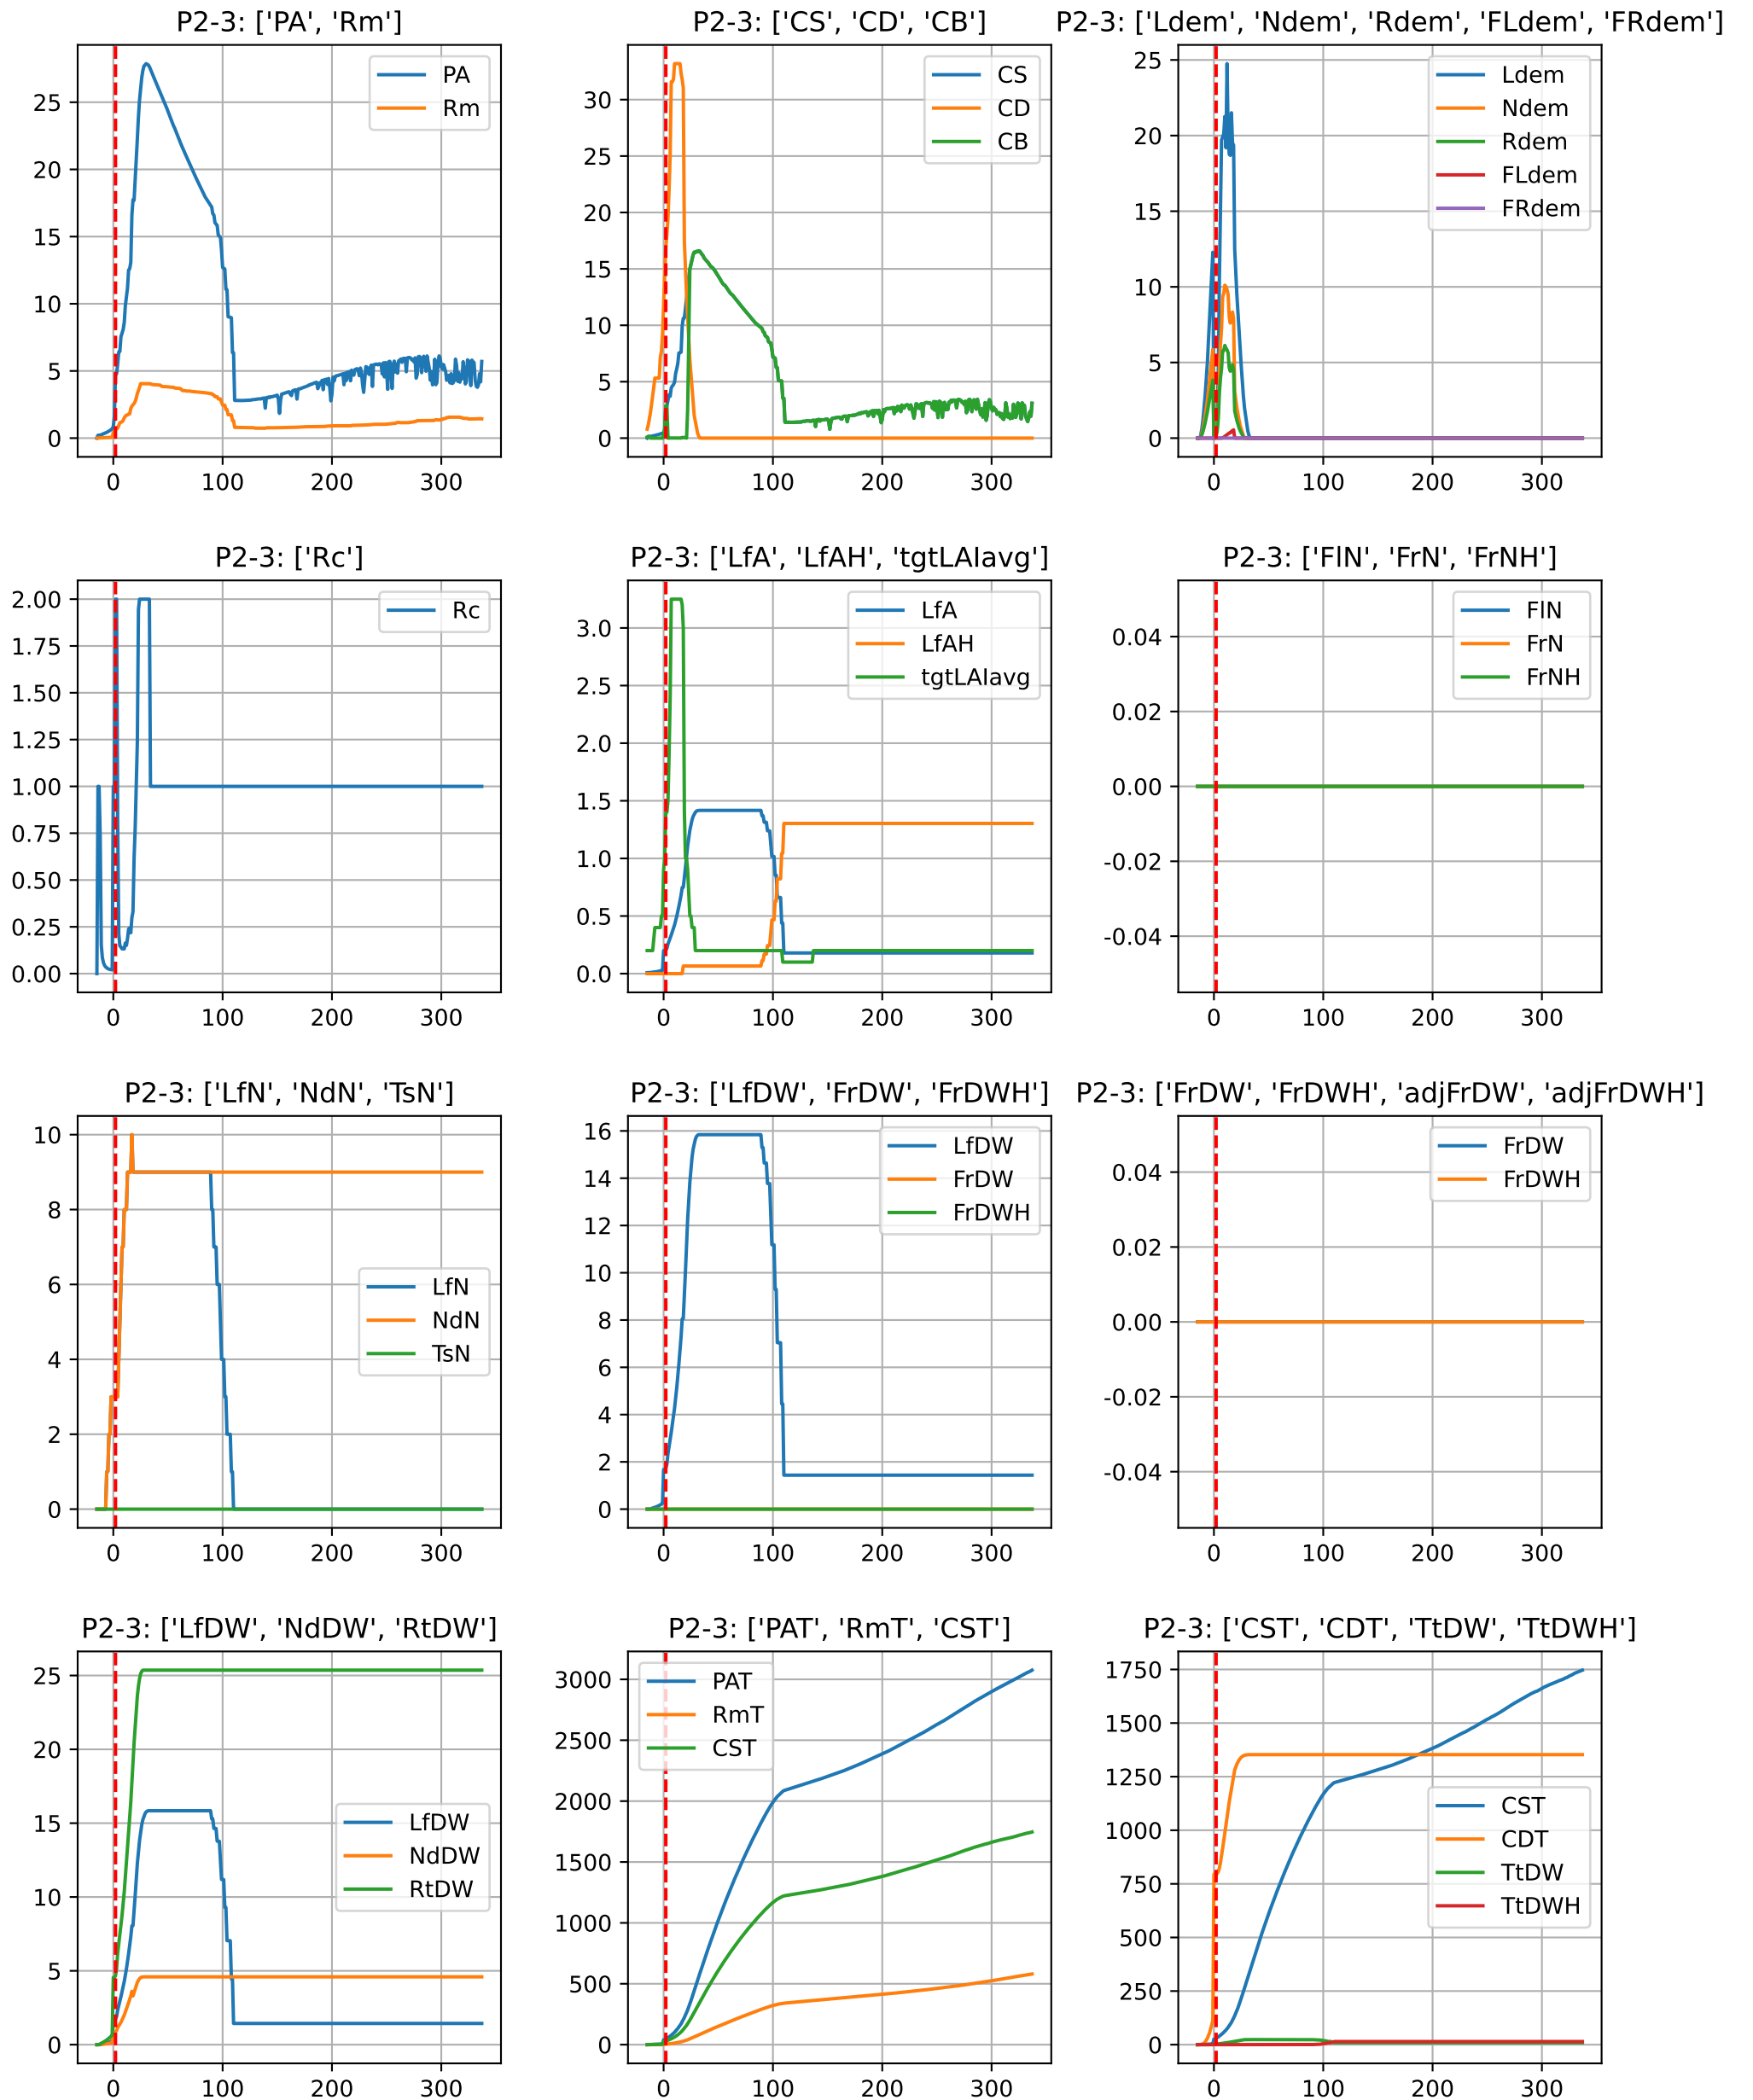 P2-3: ['PA', 'Rm']
PA
Rm
25
20
15
10
5
0
0 100 200 300
P2-3: ['CS', 'CD', 'CB']
CS
CD
CB
30
25
20
15
10
5
0
0 100 200 300
P2-3: ['Ldem', 'Ndem', 'Rdem', 'FLdem', 'FRdem']
Ldem
Ndem
Rdem
FLdem
FRdem
25
20
15
10
5
0
0 100 200 300
P2-3: ['Rc']
Rc
2.00
1.75
1.50
1.25
1.00
0.75
0.50
0.25
0.00
0 100 200 300
P2-3: ['LfA', 'LfAH', 'tgtLAIavg']
LfA
LfAH
tgtLAIavg
3.0
2.5
2.0
1.5
1.0
0.5
0.0
0 100 200 300
P2-3: ['FlN', 'FrN', 'FrNH']
FlN
FrN
FrNH
0.04
0.02
0.00
-0.02
-0.04
0 100 200 300
P2-3: ['LfN', 'NdN', 'TsN']
LfN
NdN
TsN
10
8
6
4
2
0
0 100 200 300
P2-3: ['LfDW', 'FrDW', 'FrDWH']
LfDW
FrDW
FrDWH
16
14
12
10
8
6
4
2
0
0 100 200 300
P2-3: ['FrDW', 'FrDWH', 'adjFrDW', 'adjFrDWH']
FrDW
FrDWH
0.04
0.02
0.00
-0.02
-0.04
0 100 200 300
P2-3: ['LfDW', 'NdDW', 'RtDW']
LfDW
NdDW
RtDW
25
20
15
10
5
0
0 100 200 300
P2-3: ['PAT', 'RmT', 'CST']
PAT
RmT
CST
3000
2500
2000
1500
1000
500
0
0 100 200 300
P2-3: ['CST', 'CDT', 'TtDW', 'TtDWH']
CST
CDT
TtDW
TtDWH
1750
1500
1250
1000
750
500
250
0
0 100 200 300